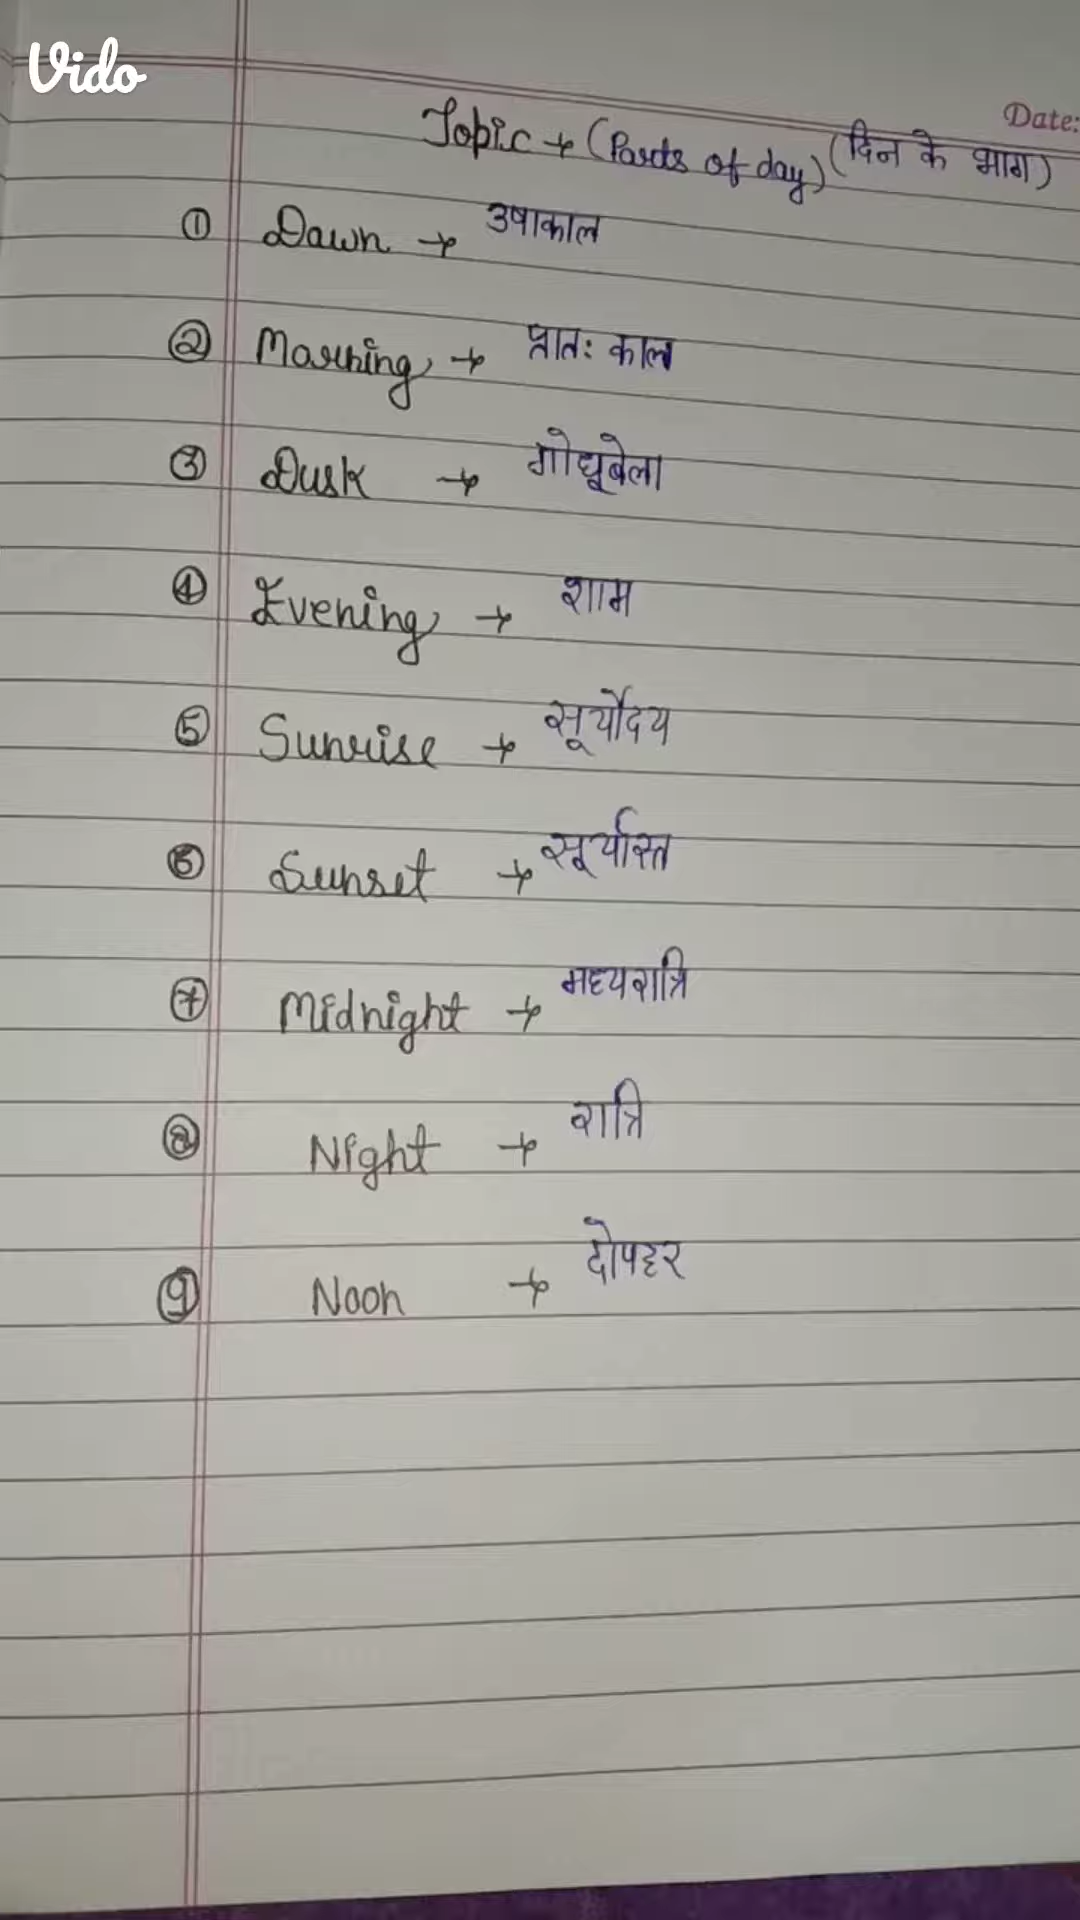 Vido
Date:
Topic → (Parts of day) (दिन के भाग)
① Dawn → उषाकाल
② Morning → प्रातः काल
③ Dusk → गोधूबेला
④ Evening → शाम
⑤ Sunrise → सूर्योदय
⑥ Sunset → सूर्यास्त
⑦ Midnight → मध्यरात्रि
⑧ Night → रात्रि
⑨ Noon → दोपहर